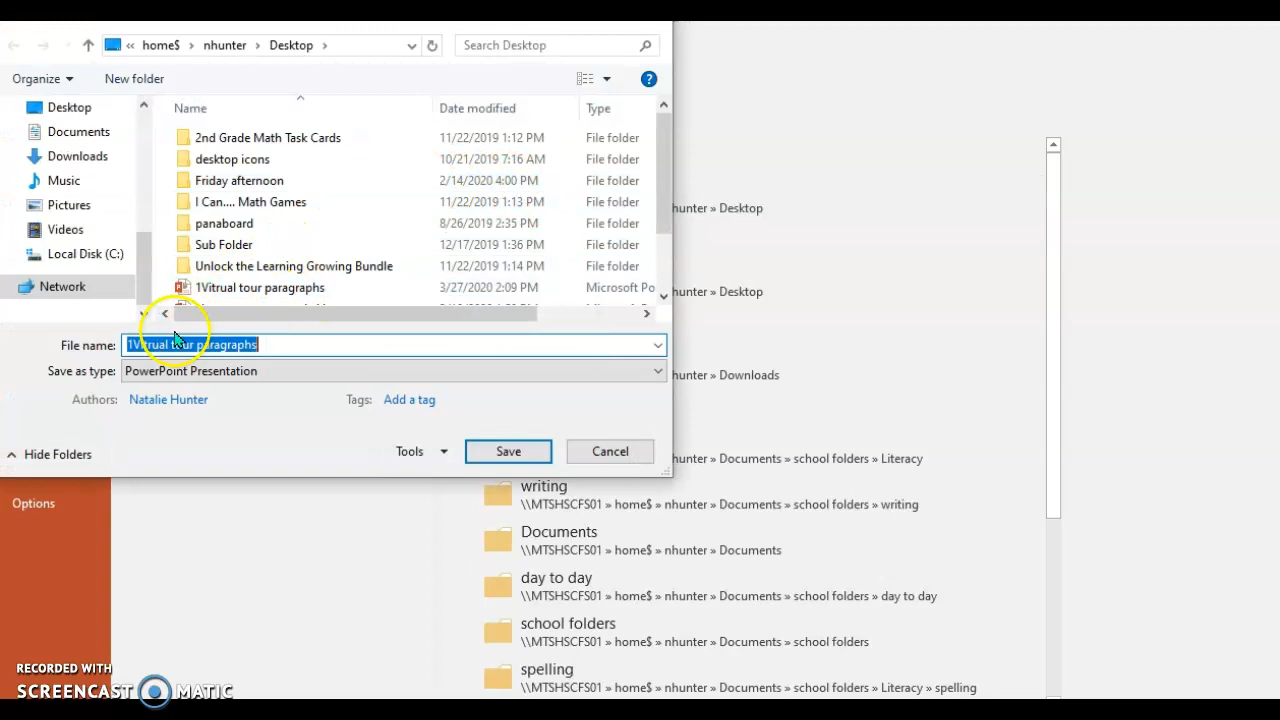 « home$ › nhunter › Desktop ›
Search Desktop
Organize
New folder
?
Desktop
Documents
Downloads
Music
Pictures
Videos
Local Disk (C:)
Network
Name Date modified Type
2nd Grade Math Task Cards 11/22/2019 1:12 PM File folder
desktop icons 10/21/2019 7:16 AM File folder
Friday afternoon 2/14/2020 4:00 PM File folder
I Can.... Math Games 11/22/2019 1:13 PM File folder
panaboard 8/26/2019 2:35 PM File folder
Sub Folder 12/17/2019 1:36 PM File folder
Unlock the Learning Growing Bundle 11/22/2019 1:14 PM File folder
1Vitrual tour paragraphs 3/27/2020 2:09 PM Microsoft Po
File name: 1Vitrual tour paragraphs
Save as type: PowerPoint Presentation
Authors: Natalie Hunter Tags: Add a tag
Hide Folders
Tools Save Cancel
Options
hunter » Desktop
hunter » Desktop
hunter » Downloads
hunter » Documents » school folders » Literacy
writing
\\MTSHSCFS01 » home$ » nhunter » Documents » school folders » writing
Documents
\\MTSHSCFS01 » home$ » nhunter » Documents
day to day
\\MTSHSCFS01 » home$ » nhunter » Documents » school folders » day to day
school folders
\\MTSHSCFS01 » home$ » nhunter » Documents » school folders
spelling
\\MTSHSCFS01 » home$ » nhunter » Documents » school folders » Literacy » spelling
RECORDED WITH
SCREENCAST MATIC